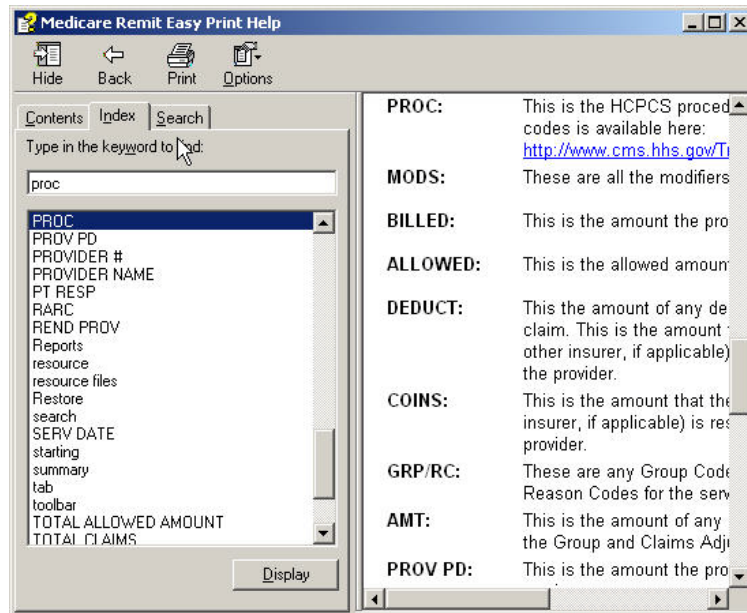 Medicare Remit Easy Print Help
Hide Back Print Options
Contents Index Search
Type in the keyword to find:
proc
PROC
PROV PD
PROVIDER #
PROVIDER NAME
PT RESP
RARC
REND PROV
Reports
resource
resource files
Restore
search
SERV DATE
starting
summary
tab
toolbar
TOTAL ALLOWED AMOUNT
TOTAL CLAIMS
Display
PROC: This is the HCPCS proced
codes is available here:
http://www.cms.hhs.gov/Tr
MODS: These are all the modifiers
BILLED: This is the amount the pro
ALLOWED: This is the allowed amoun
DEDUCT: This the amount of any de
claim. This is the amount
other insurer, if applicable)
the provider.
COINS: This is the amount that the
insurer, if applicable) is res
provider.
GRP/RC: These are any Group Code
Reason Codes for the serv
AMT: This is the amount of any
the Group and Claims Adju
PROV PD: This is the amount the pro